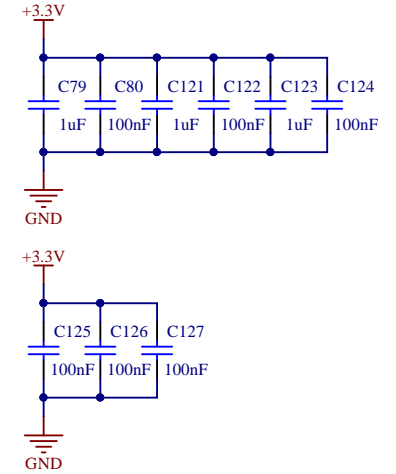 +3.3V
C79 C80 C121 C122 C123 C124
1uF 100nF 1uF 100nF 1uF 100nF
GND
+3.3V
C125 C126 C127
100nF 100nF 100nF
GND